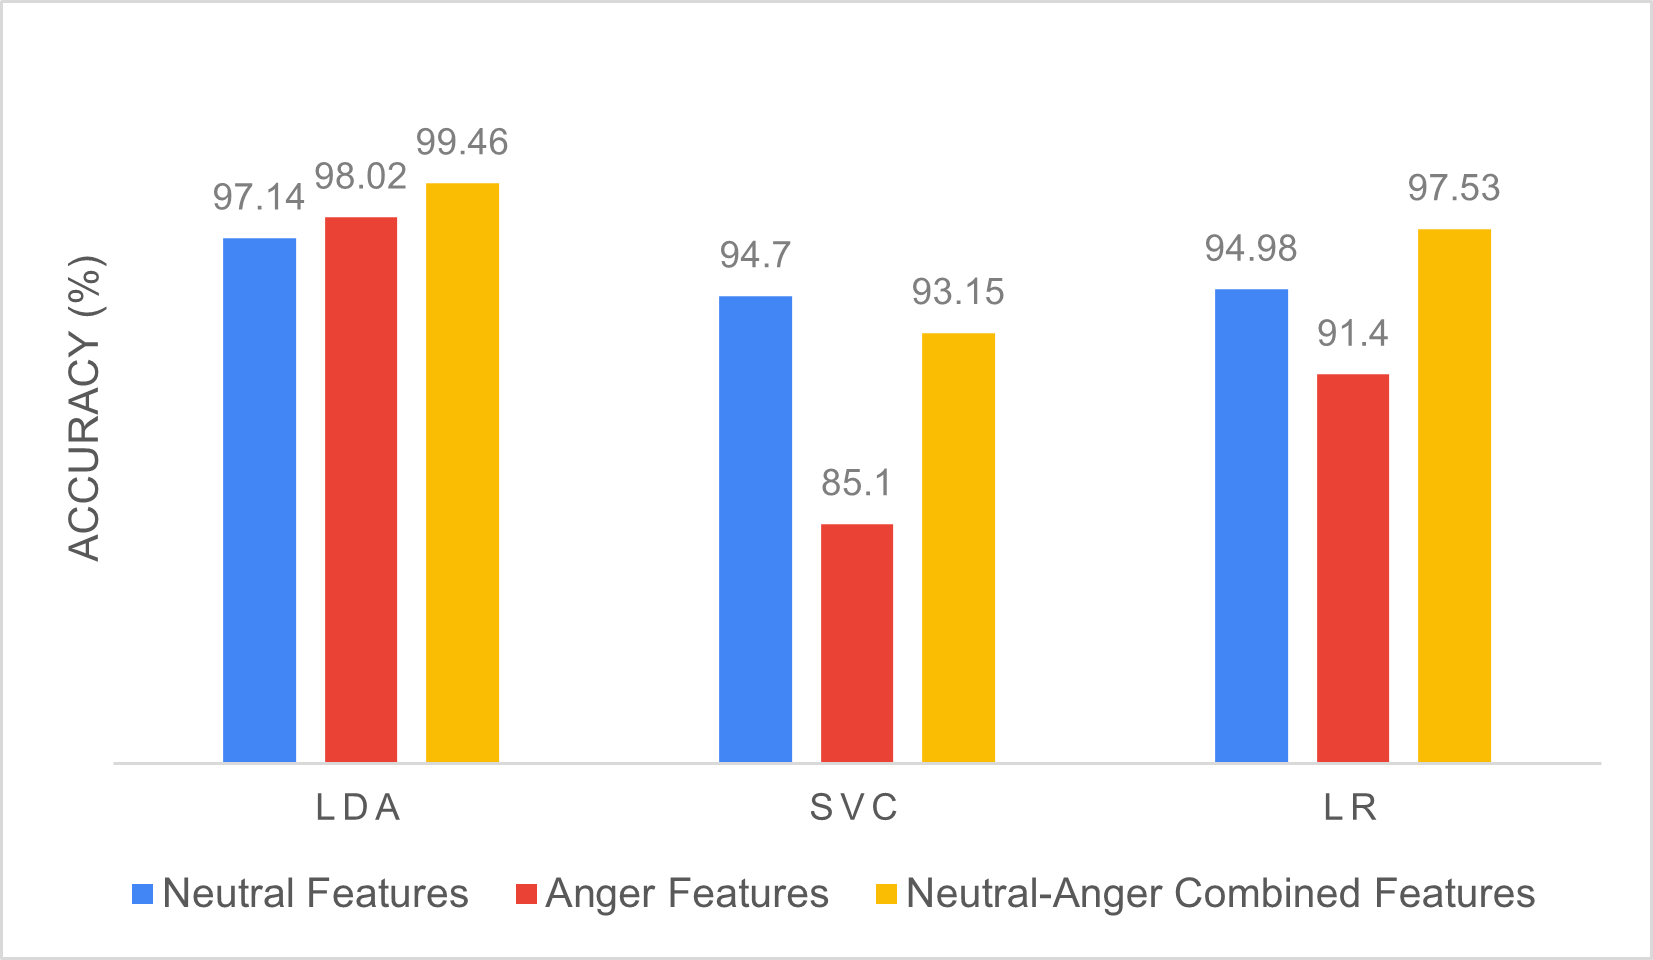 99.46
98.02
97.14
94.7
93.15
85.1
97.53
94.98
91.4
ACCURACY (%)
LDA
SVC
LR
Neutral Features
Anger Features
Neutral-Anger Combined Features